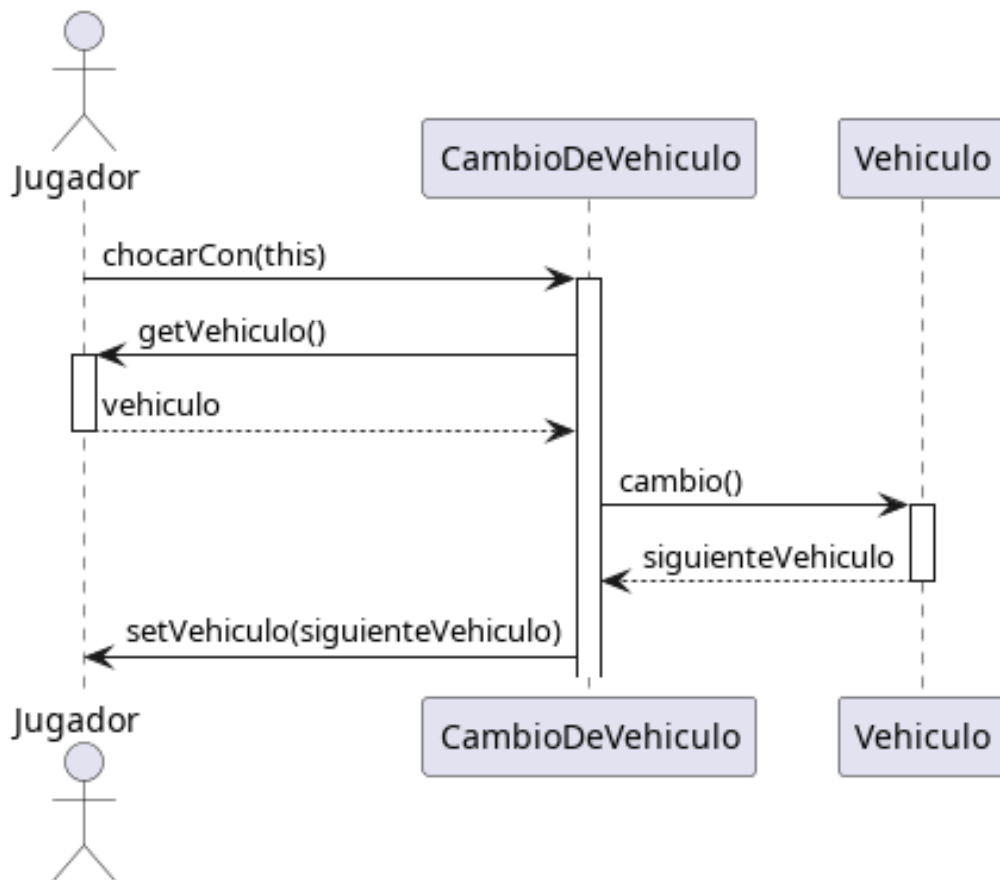 Jugador
CambioDeVehiculo
Vehiculo
chocarCon(this)
getVehiculo()
vehiculo
cambio()
siguienteVehiculo
setVehiculo(siguienteVehiculo)
Jugador
CambioDeVehiculo
Vehiculo